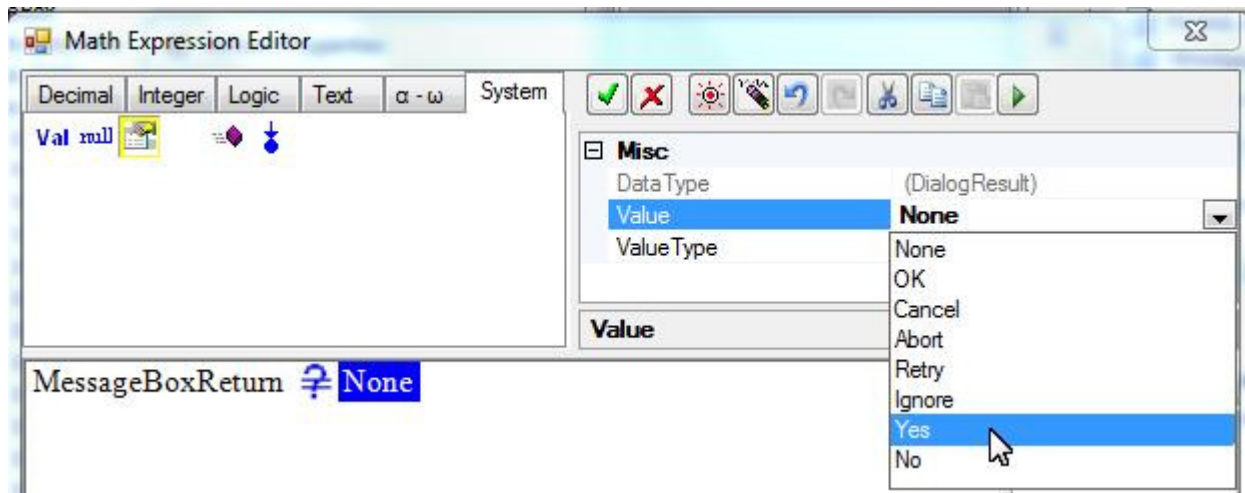 Math Expression Editor
Decimal Integer Logic Text α - ω System
Val null
Misc
DataType (DialogResult)
Value None
ValueType
None
OK
Cancel
Abort
Retry
Ignore
Yes
No
Value
MessageBoxReturn ≟ None